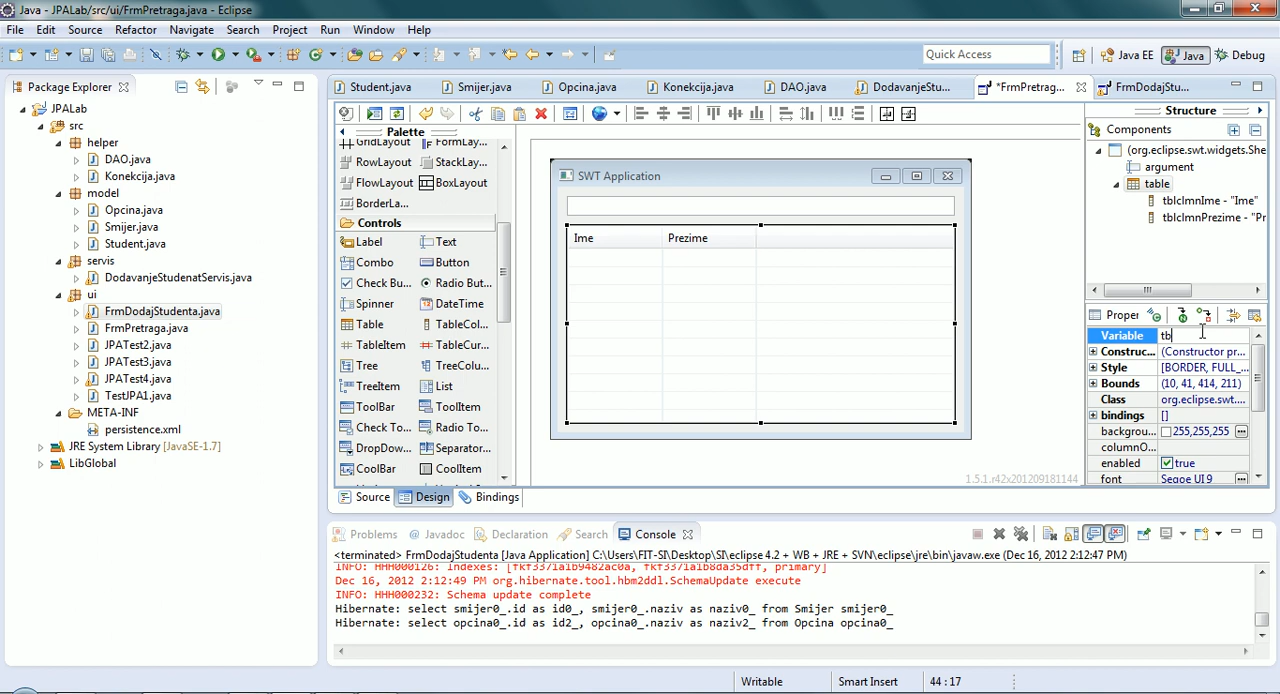 Java - JPALab/src/ui/FrmPretraga.java - Eclipse
File Edit Source Refactor Navigate Search Project Run Window Help
Quick Access Java EE Java Debug
Package Explorer
JPALab
src
helper
DAO.java
Konekcija.java
model
Opcina.java
Smijer.java
Student.java
servis
DodavanjeStudenatServis.java
ui
FrmDodajStudenta.java
FrmPretraga.java
JPATest2.java
JPATest3.java
JPATest4.java
TestJPA1.java
META-INF
persistence.xml
JRE System Library [JavaSE-1.7]
LibGlobal
Student.java Smijer.java Opcina.java Konekcija.java DAO.java DodavanjeStu... *FrmPretrag... FrmDodajStu...
Palette
GridLayout FormLay...
RowLayout StackLay...
FlowLayout BoxLayout
BorderLa...
Controls
Label Text
Combo Button
Check Bu... Radio But...
Spinner DateTime
Table TableCol...
TableItem TableCur...
Tree TreeColu...
TreeItem List
ToolBar ToolItem
Check To... Radio To...
DropDow... Separator...
CoolBar CoolItem
SWT Application
Ime Prezime
1.5.1.r42x201209181144
Source Design Bindings
Structure
Components
(org.eclipse.swt.widgets.She
argument
table
tblclmnIme - "Ime"
tblclmnPrezime - "Pr
Proper
Variable tb
Construc... (Constructor pr...
Style [BORDER, FULL_...
Bounds (10, 41, 414, 211)
Class org.eclipse.swt....
bindings []
backgrou... 255,255,255
columnO...
enabled true
font Segoe UI 9
Problems Javadoc Declaration Search Console
<terminated> FrmDodajStudenta [Java Application] C:\Users\FIT-SI\Desktop\SI\eclipse 4.2 + WB + JRE + SVN\eclipse\jre\bin\javaw.exe (Dec 16, 2012 2:12:47 PM)
INFO: HHH000126: Indexes: [fkf3371a1b9482ac0a, fkf3371a1b8da35dff, primary]
Dec 16, 2012 2:12:49 PM org.hibernate.tool.hbm2ddl.SchemaUpdate execute
INFO: HHH000232: Schema update complete
Hibernate: select smijer0_.id as id0_, smijer0_.naziv as naziv0_ from Smijer smijer0_
Hibernate: select opcina0_.id as id2_, opcina0_.naziv as naziv2_ from Opcina opcina0_
Writable Smart Insert 44 : 17